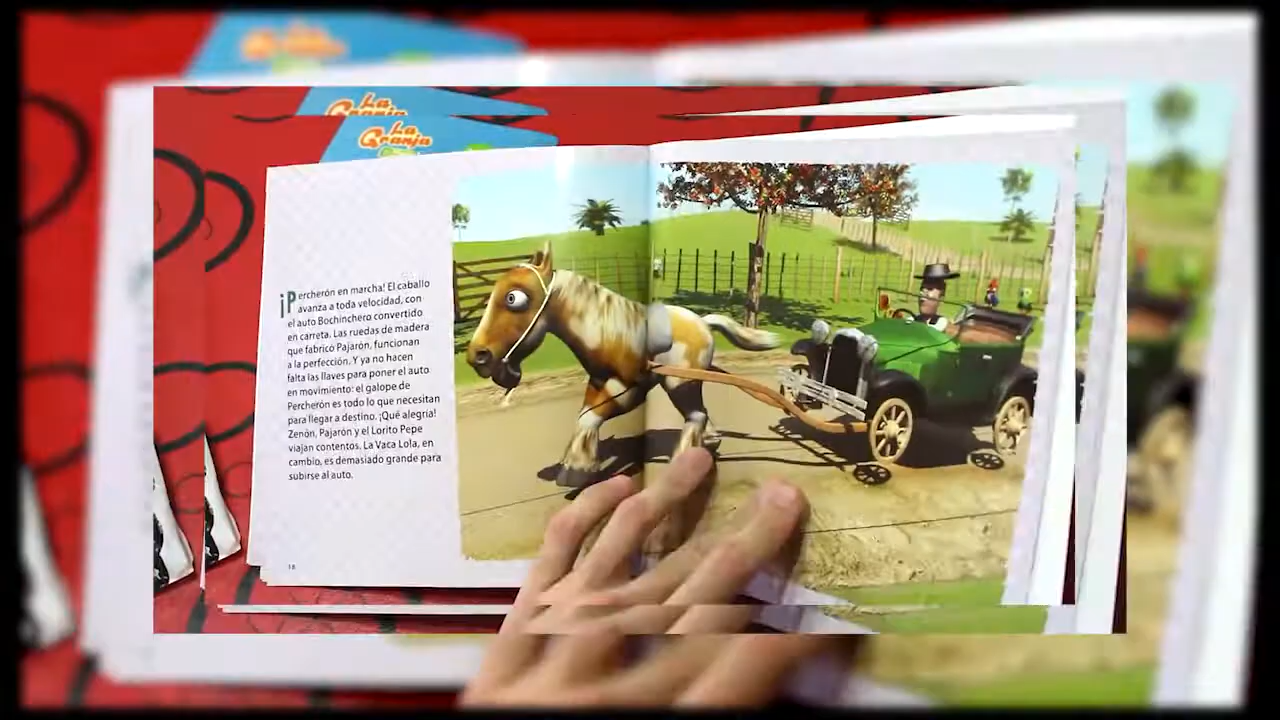 La
Granja
La
Granja
¡Percherón en marcha! El caballo
avanza a toda velocidad, con
el auto Bochinchero convertido
en carreta. Las ruedas de madera
que fabricó Pajarón, funcionan
a la perfección. Y ya no hacen
falta las llaves para poner el auto
en movimiento: el galope de
Percherón es todo lo que necesitan
para llegar a destino. ¡Qué alegría!
Zenón, Pajarón y el Lorito Pepe
viajan contentos. La Vaca Lola, en
cambio, es demasiado grande para
subirse al auto.
18